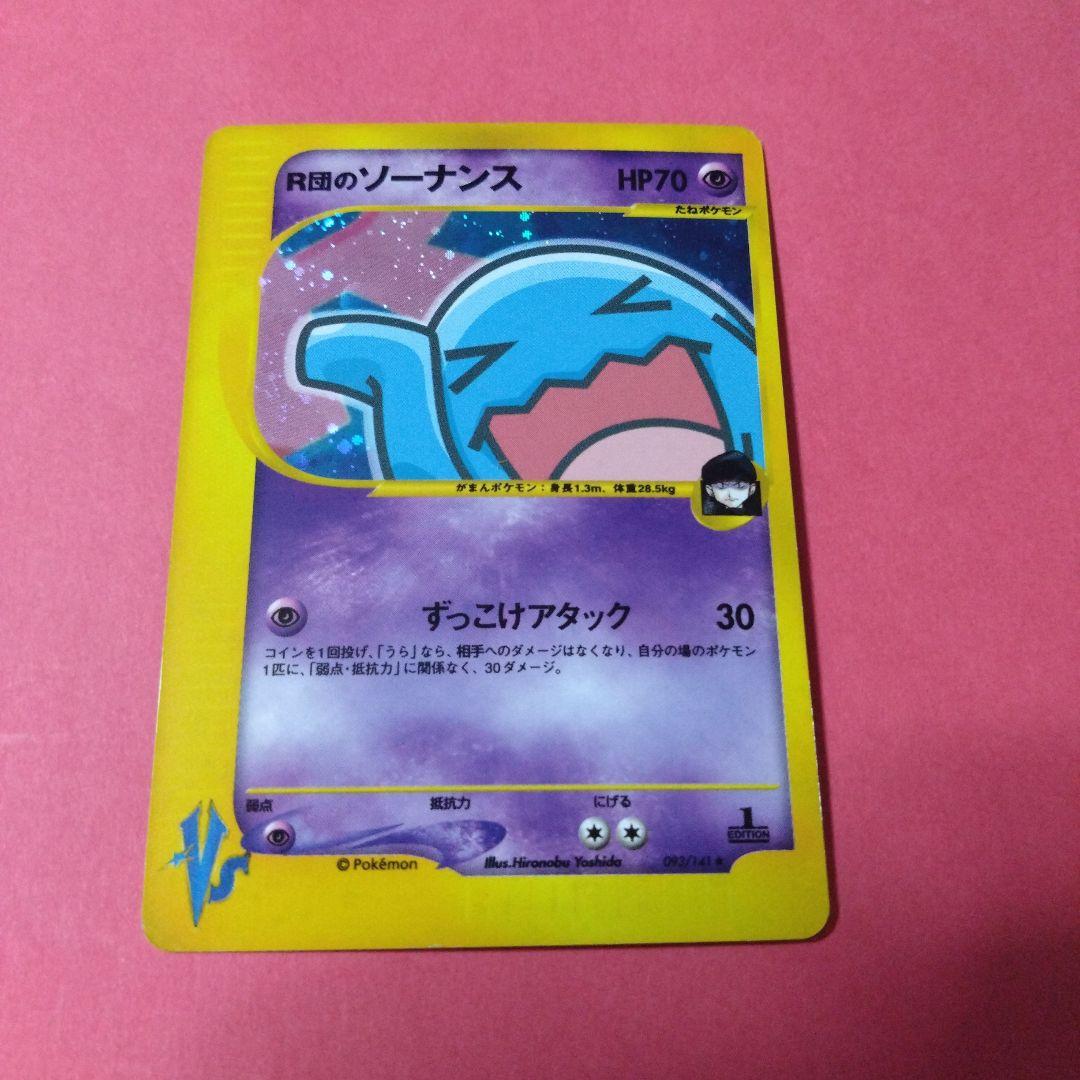 R団のソーナンス HP70
たねポケモン
がまんポケモン：身長1.3m、体重28.5kg
ずっこけアタック 30
コインを1回投げ、「うら」なら、相手へのダメージはなくなり、自分の場のポケモン
1匹に、「弱点・抵抗力」に関係なく、30ダメージ。
弱点 抵抗力 にげる
1
EDITION
VS
©Pokémon Illus.Hironobu Yoshida 093/141★